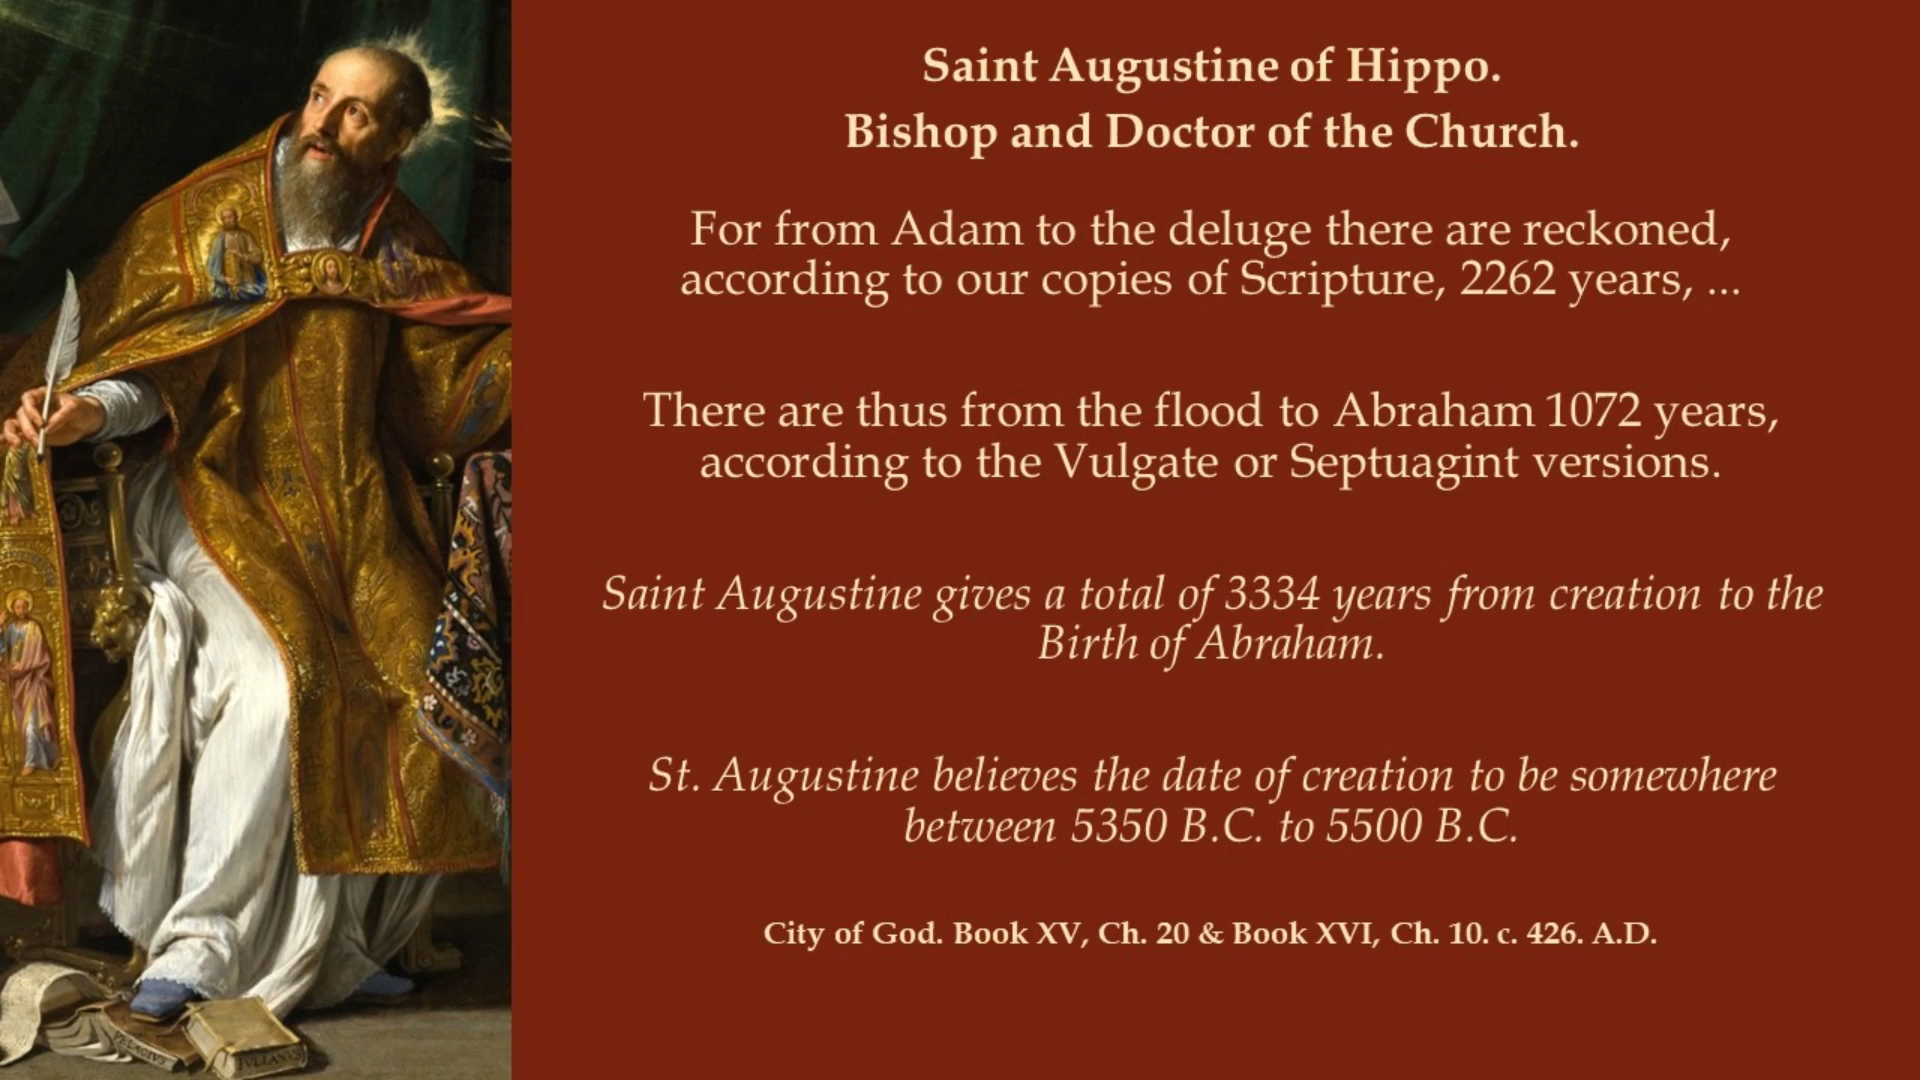 Saint Augustine of Hippo.
Bishop and Doctor of the Church.
For from Adam to the deluge there are reckoned,
according to our copies of Scripture, 2262 years, ...
There are thus from the flood to Abraham 1072 years,
according to the Vulgate or Septuagint versions.
Saint Augustine gives a total of 3334 years from creation to the
Birth of Abraham.
St. Augustine believes the date of creation to be somewhere
between 5350 B.C. to 5500 B.C.
City of God. Book XV, Ch. 20 & Book XVI, Ch. 10. c. 426. A.D.
PELAGIVS
IVLIANVS